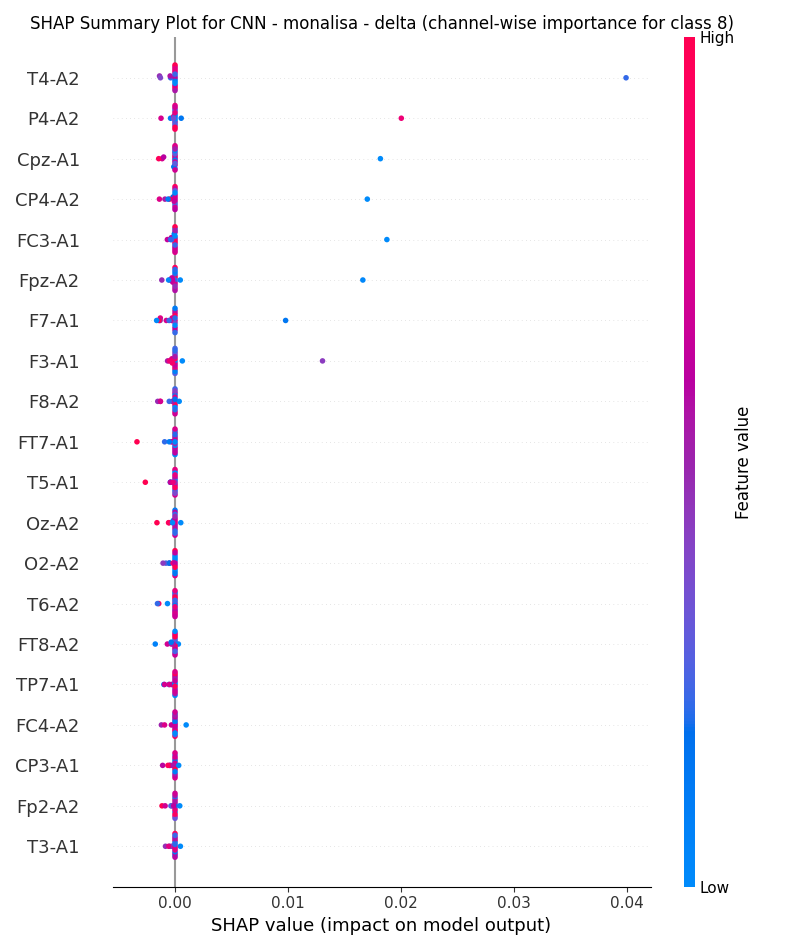 SHAP Summary Plot for CNN - monalisa - delta (channel-wise importance for class 8)
High
T4-A2
P4-A2
Cpz-A1
CP4-A2
FC3-A1
Fpz-A2
F7-A1
F3-A1
F8-A2
FT7-A1
T5-A1
Oz-A2
O2-A2
T6-A2
FT8-A2
TP7-A1
FC4-A2
CP3-A1
Fp2-A2
T3-A1
Feature value
Low
0.00 0.01 0.02 0.03 0.04
SHAP value (impact on model output)